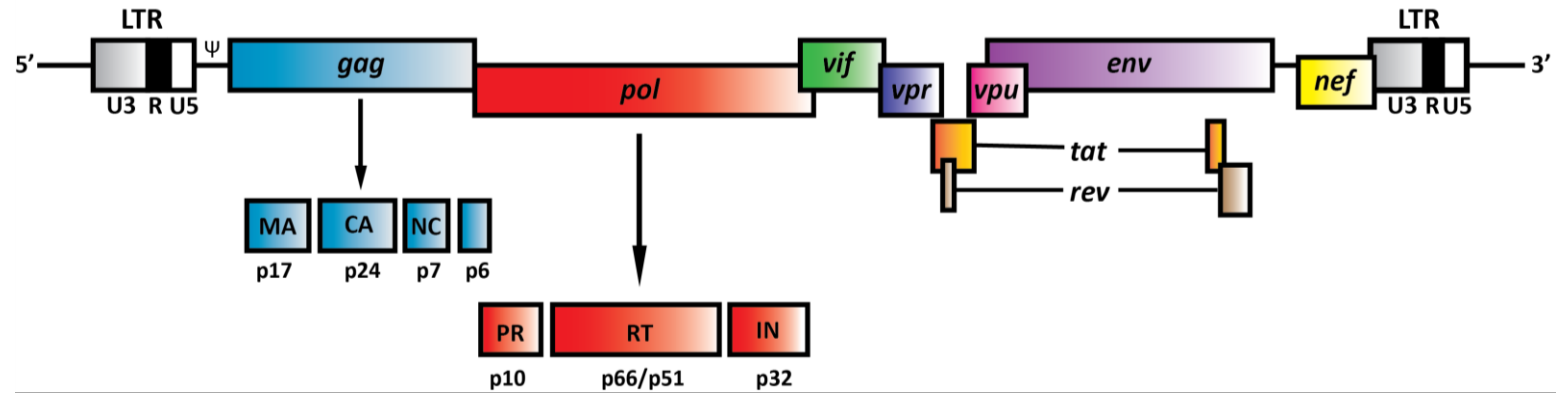 LTR LTR
5’ Ψ gag pol vif vpr vpu env nef 3’
U3 R U5 U3 R U5
tat
rev
MA CA NC
p17 p24 p7 p6
PR RT IN
p10 p66/p51 p32